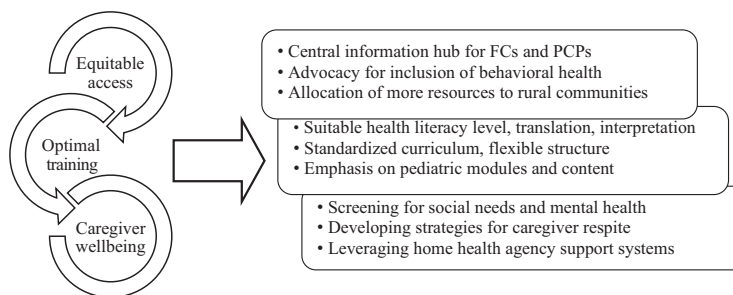 Equitable
access
Optimal
training
Caregiver
wellbeing
• Central information hub for FCs and PCPs
• Advocacy for inclusion of behavioral health
• Allocation of more resources to rural communities
• Suitable health literacy level, translation, interpretation
• Standardized curriculum, flexible structure
• Emphasis on pediatric modules and content
• Screening for social needs and mental health
• Developing strategies for caregiver respite
• Leveraging home health agency support systems